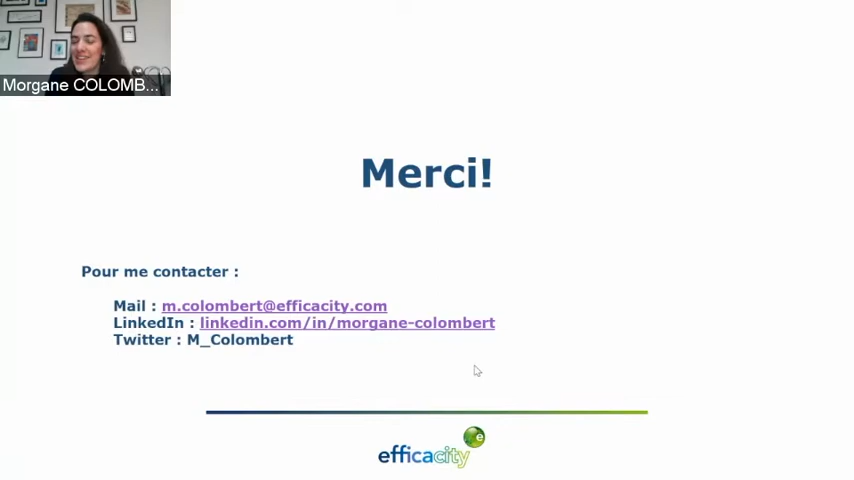 Morgane COLOMB...
Merci!
Pour me contacter :
Mail : m.colombert@efficacity.com
LinkedIn : linkedin.com/in/morgane-colombert
Twitter : M_Colombert
efficacity
e